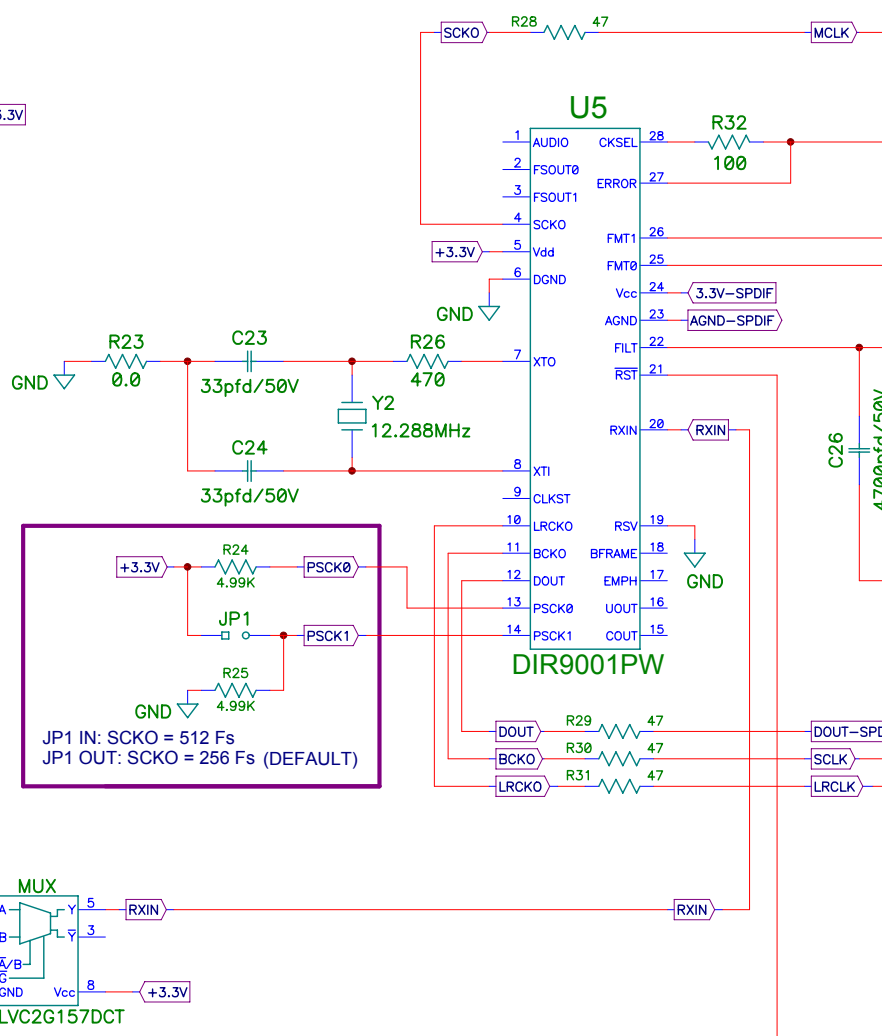 SCKO
R28
47
MCLK
.3V
U5
1
AUDIO
CKSEL
28
R32
100
2
FSOUT0
ERROR
27
3
FSOUT1
4
SCKO
FMT1
26
+3.3V
5
Vdd
FMT0
25
6
DGND
Vcc
24
3.3V-SPDIF
GND
AGND
23
AGND-SPDIF
FILT
22
R23
0.0
C23
33pfd/50V
R26
470
7
XTO
GND
RST
21
Y2
12.288MHz
RXIN
20
RXIN
C26
4700pfd/50V
C24
33pfd/50V
8
XTI
9
CLKST
10
LRCKO
RSV
19
11
BCKO
BFRAME
18
GND
12
DOUT
EMPH
17
13
PSCK0
UOUT
16
14
PSCK1
COUT
15
DIR9001PW
+3.3V
R24
4.99K
PSCK0
JP1
PSCK1
R25
4.99K
GND
JP1 IN: SCKO = 512 Fs
JP1 OUT: SCKO = 256 Fs (DEFAULT)
DOUT
R29
47
DOUT-SPD
BCKO
R30
47
SCLK
LRCKO
R31
47
LRCLK
MUX
A
Y
5
RXIN
RXIN
B
Y
3
A/B
G
GND
Vcc
8
+3.3V
LVC2G157DCT